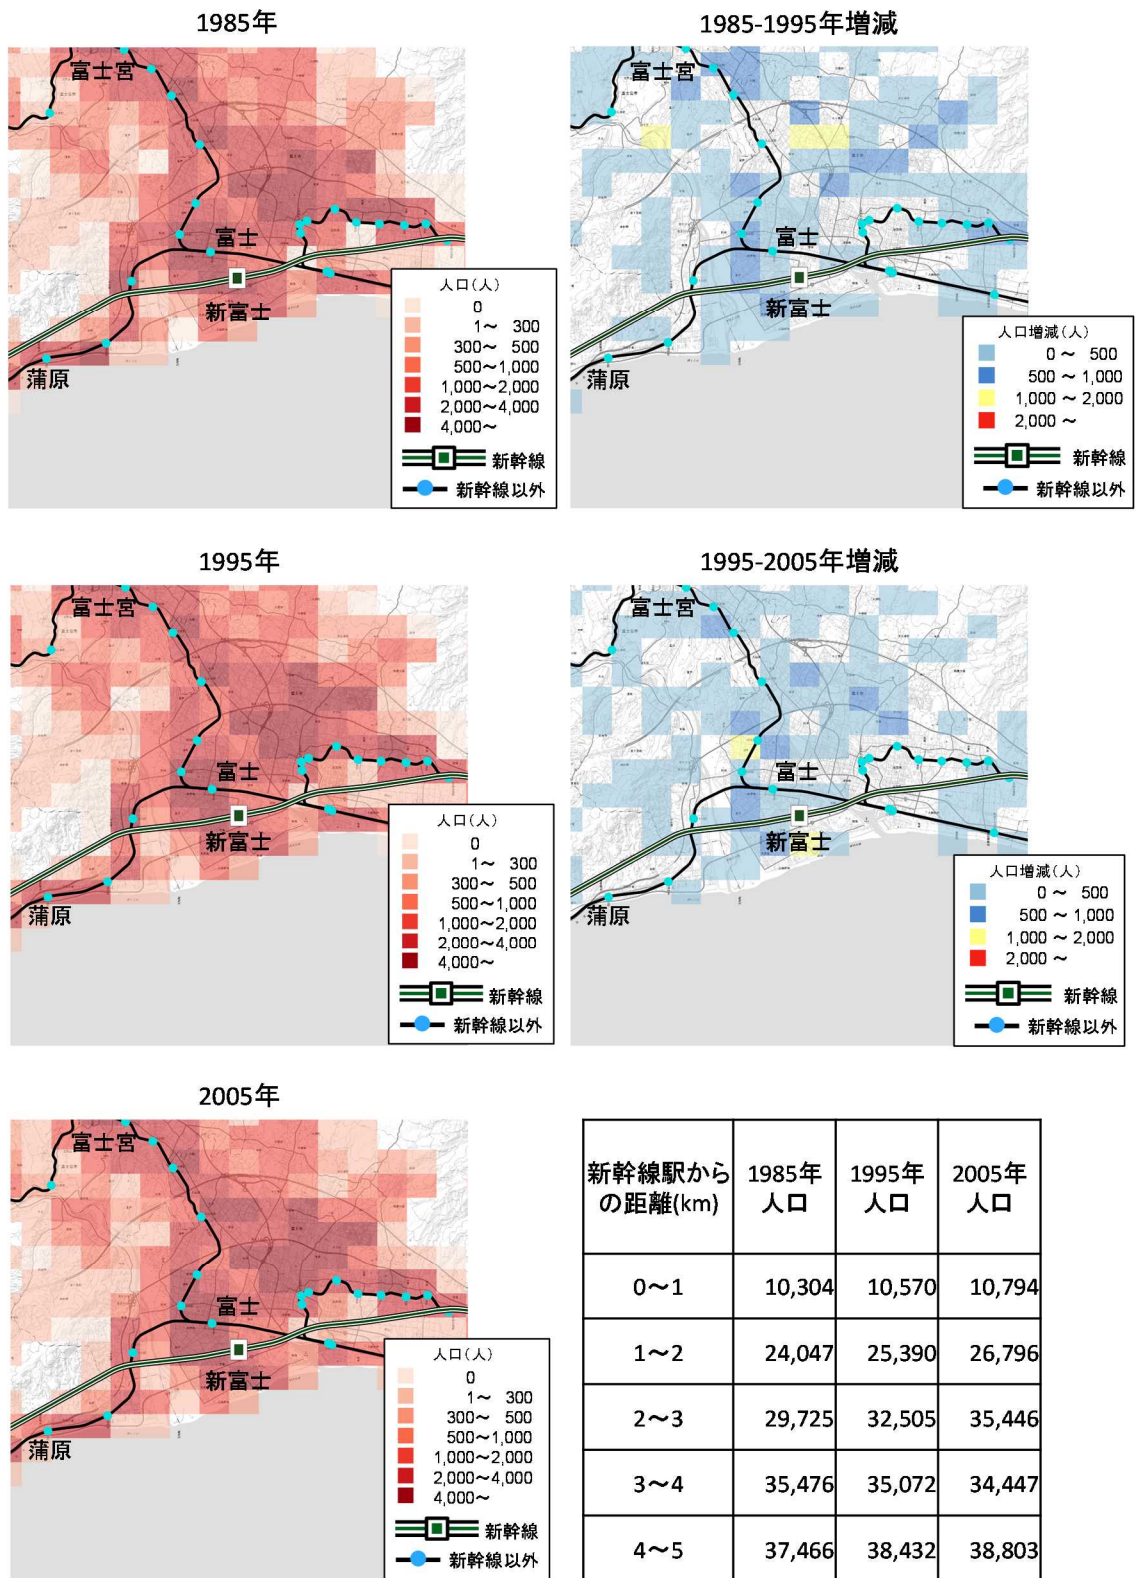 1985年
富士宮
富士
新富士
蒲原
人口(人)
0
1～ 300
300～ 500
500～1,000
1,000～2,000
2,000～4,000
4,000～
新幹線
新幹線以外
1985-1995年増減
富士宮
富士
新富士
蒲原
人口増減(人)
0 ～ 500
500 ～ 1,000
1,000 ～ 2,000
2,000 ～
新幹線
新幹線以外
1995年
富士宮
富士
新富士
蒲原
人口(人)
0
1～ 300
300～ 500
500～1,000
1,000～2,000
2,000～4,000
4,000～
新幹線
新幹線以外
1995-2005年増減
富士宮
富士
新富士
蒲原
人口増減(人)
0 ～ 500
500 ～ 1,000
1,000 ～ 2,000
2,000 ～
新幹線
新幹線以外
2005年
富士宮
富士
新富士
蒲原
人口(人)
0
1～ 300
300～ 500
500～1,000
1,000～2,000
2,000～4,000
4,000～
新幹線
新幹線以外
新幹線駅から
の距離(km)
1985年
人口
1995年
人口
2005年
人口
0～1 10,304 10,570 10,794
1～2 24,047 25,390 26,796
2～3 29,725 32,505 35,446
3～4 35,476 35,072 34,447
4～5 37,466 38,432 38,803